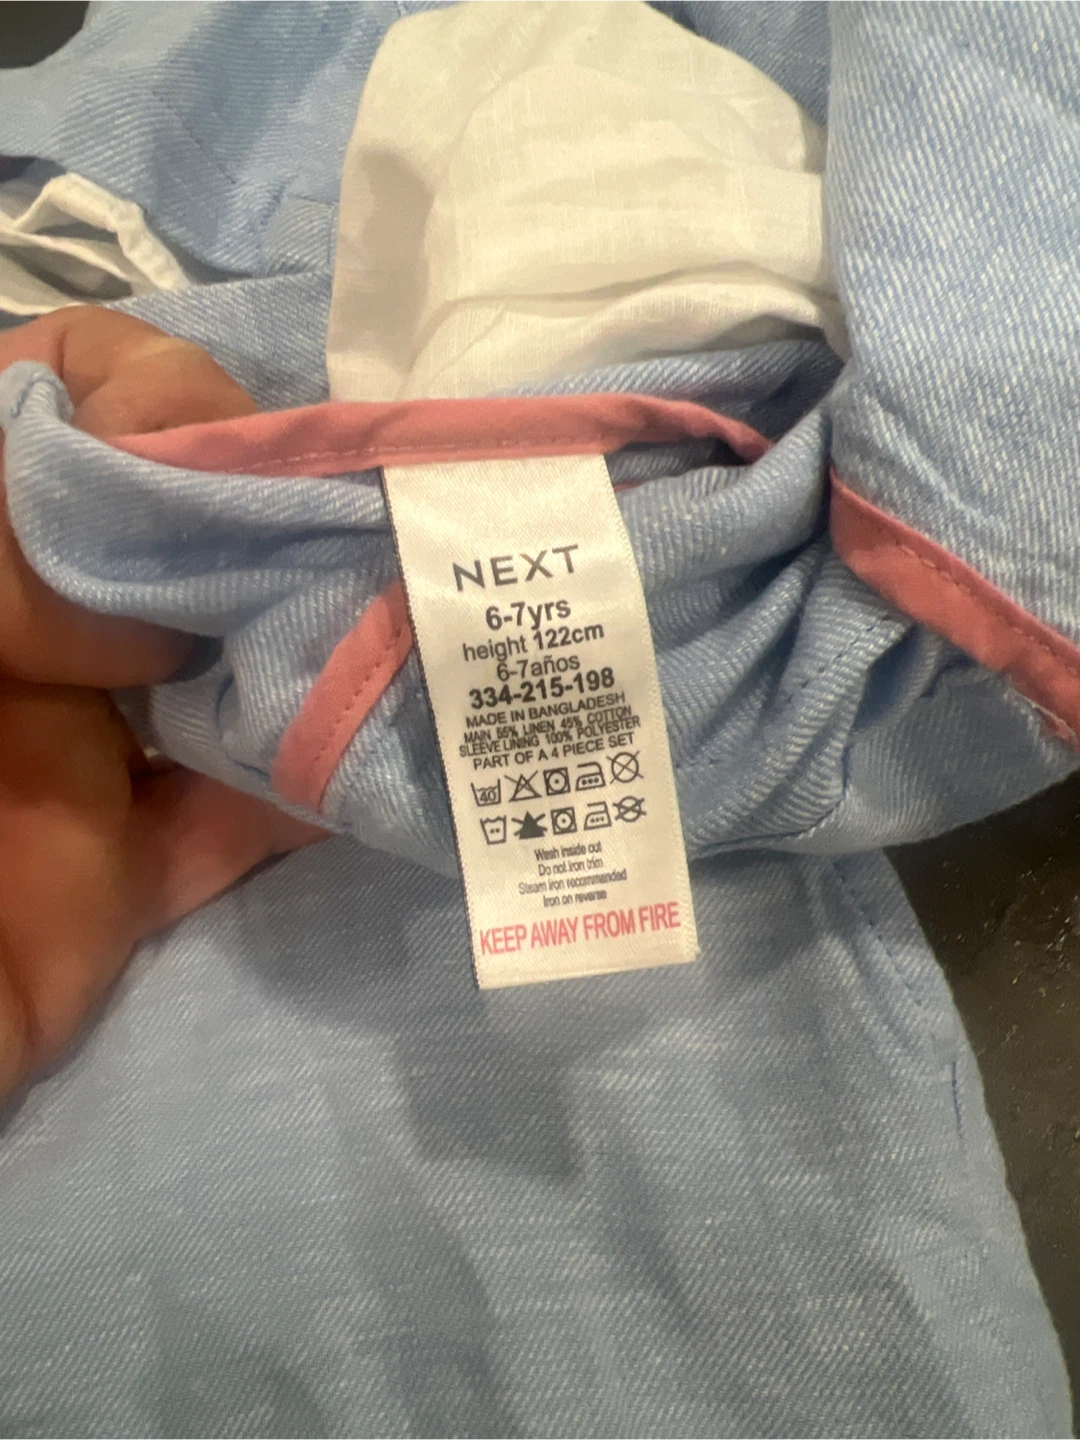 NEXT
6-7yrs
height 122cm
6-7años
334-215-198
MADE IN BANGLADESH
MAIN 55% LINEN 45% COTTON
SLEEVE LINING 100% POLYESTER
PART OF A 4 PIECE SET
40
Wash inside out
Do not iron trim
Steam iron recommended
Iron on reverse
KEEP AWAY FROM FIRE